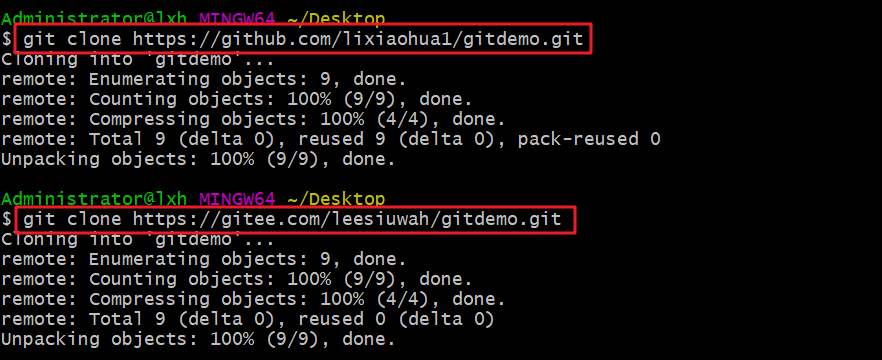 Administrator@lxh MINGW64 ~/Desktop
$ git clone https://github.com/lixiaohua1/gitdemo.git
Cloning into 'gitdemo'...
remote: Enumerating objects: 9, done.
remote: Counting objects: 100% (9/9), done.
remote: Compressing objects: 100% (4/4), done.
remote: Total 9 (delta 0), reused 9 (delta 0), pack-reused 0
Unpacking objects: 100% (9/9), done.
Administrator@lxh MINGW64 ~/Desktop
$ git clone https://gitee.com/leesiuwah/gitdemo.git
Cloning into 'gitdemo'...
remote: Enumerating objects: 9, done.
remote: Counting objects: 100% (9/9), done.
remote: Compressing objects: 100% (4/4), done.
remote: Total 9 (delta 0), reused 0 (delta 0)
Unpacking objects: 100% (9/9), done.